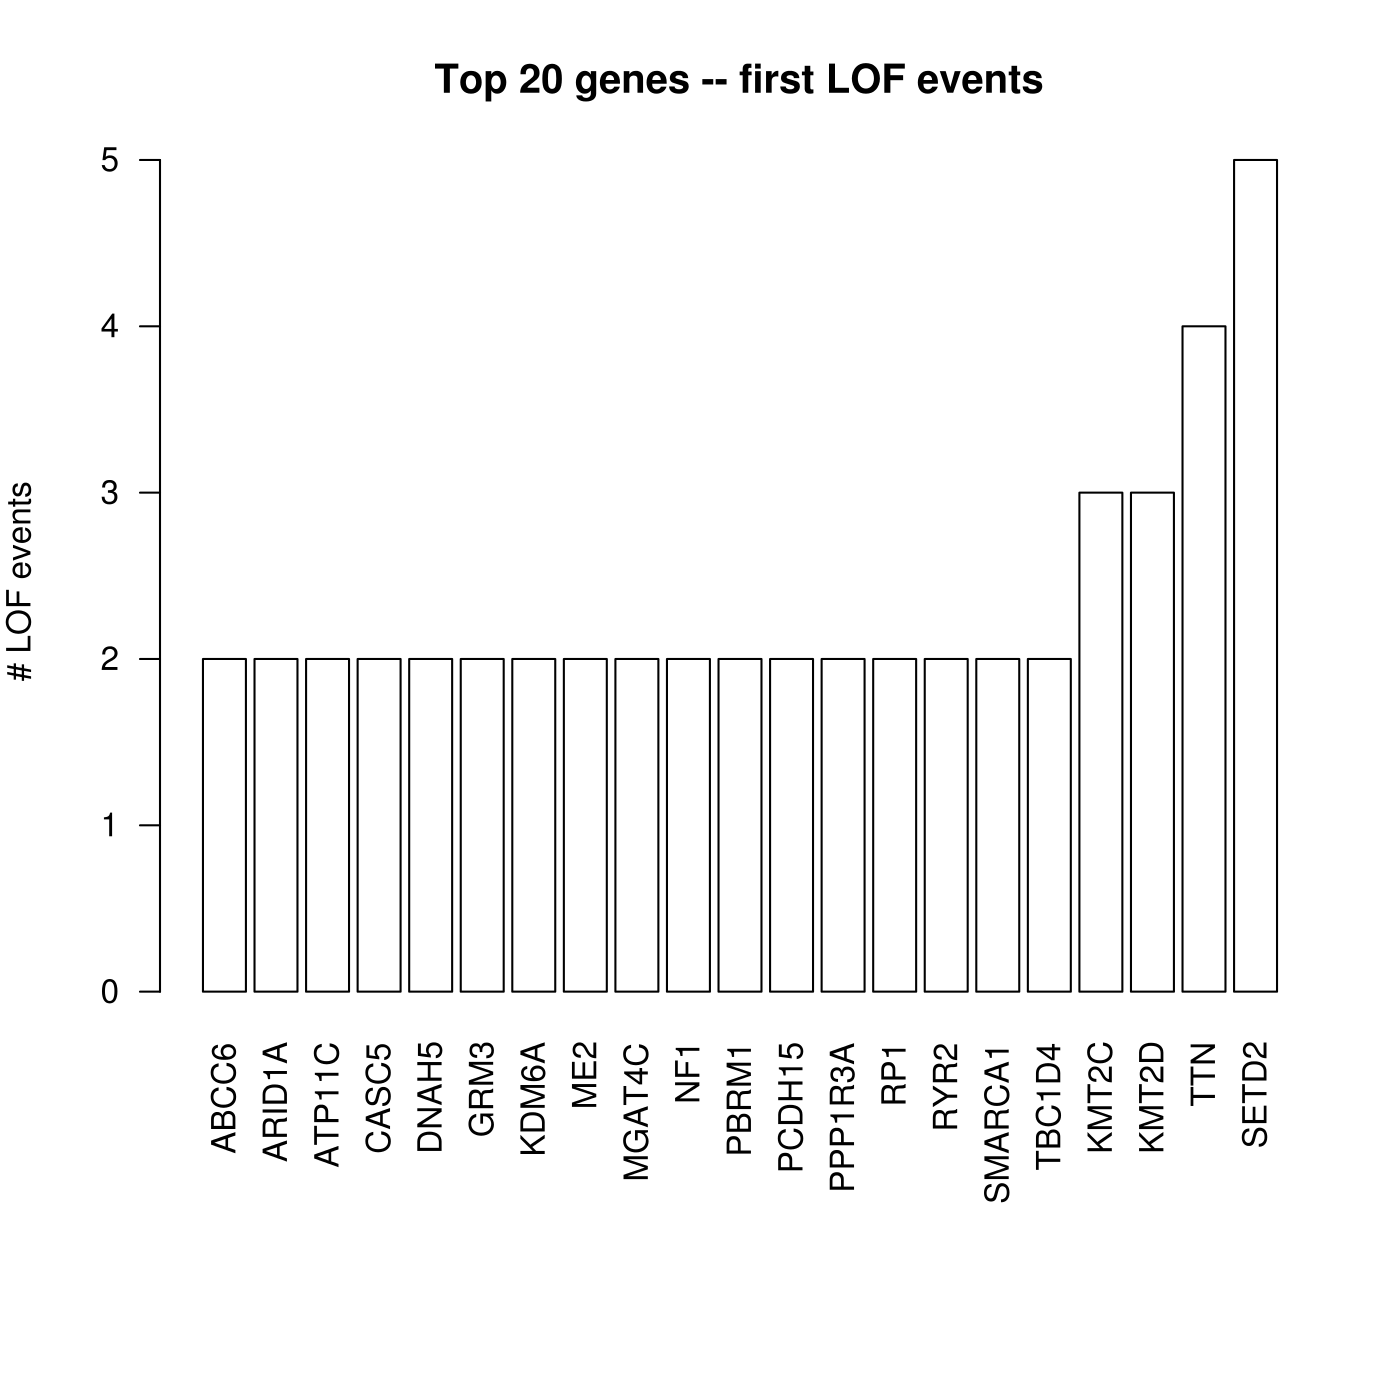 Top 20 genes -- first LOF events
# LOF events
5
4
3
2
1
0
ABCC6
ARID1A
ATP11C
CASC5
DNAH5
GRM3
KDM6A
ME2
MGAT4C
NF1
PBRM1
PCDH15
PPP1R3A
RP1
RYR2
SMARCA1
TBC1D4
KMT2C
KMT2D
TTN
SETD2